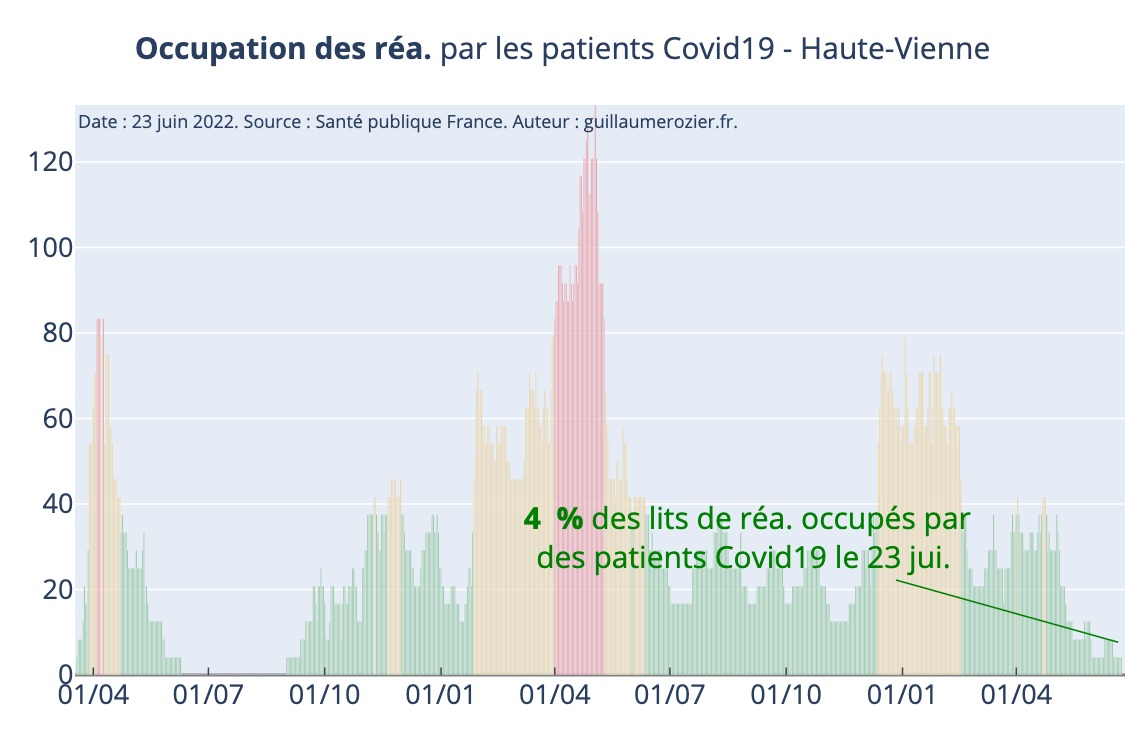 Occupation des réa. par les patients Covid19 - Haute-Vienne
Date : 23 juin 2022. Source : Santé publique France. Auteur : guillaumerozier.fr.
120
100
80
60
40
20
0
4 % des lits de réa. occupés par
des patients Covid19 le 23 jui.
01/04 01/07 01/10 01/01 01/04 01/07 01/10 01/01 01/04